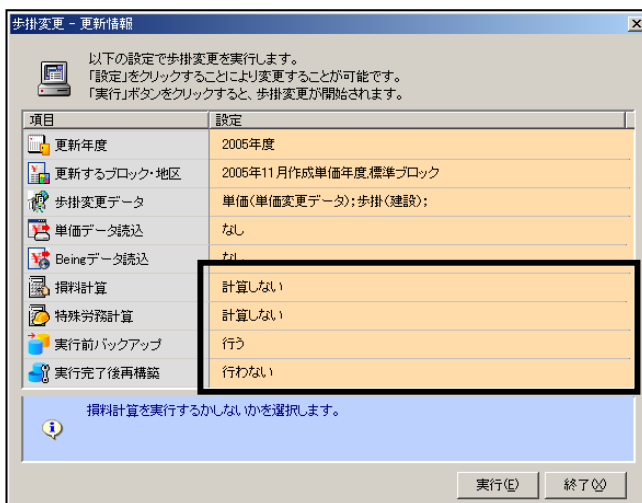 歩掛変更 - 更新情報
以下の設定で歩掛変更を実行します。
「設定」をクリックすることにより変更することが可能です。
「実行」ボタンをクリックすると、歩掛変更が開始されます。
項目 設定
更新年度 2005年度
更新するブロック・地区 2005年11月作成単価年度,標準ブロック
歩掛変更データ 単価(単価変更データ);歩掛(建設);
単価データ読込 なし
Beingデータ読込 なし
損料計算 計算しない
特殊労務計算 計算しない
実行前バックアップ 行う
実行完了後再構築 行わない
損料計算を実行するかしないかを選択します。
実行(E) 終了(X)